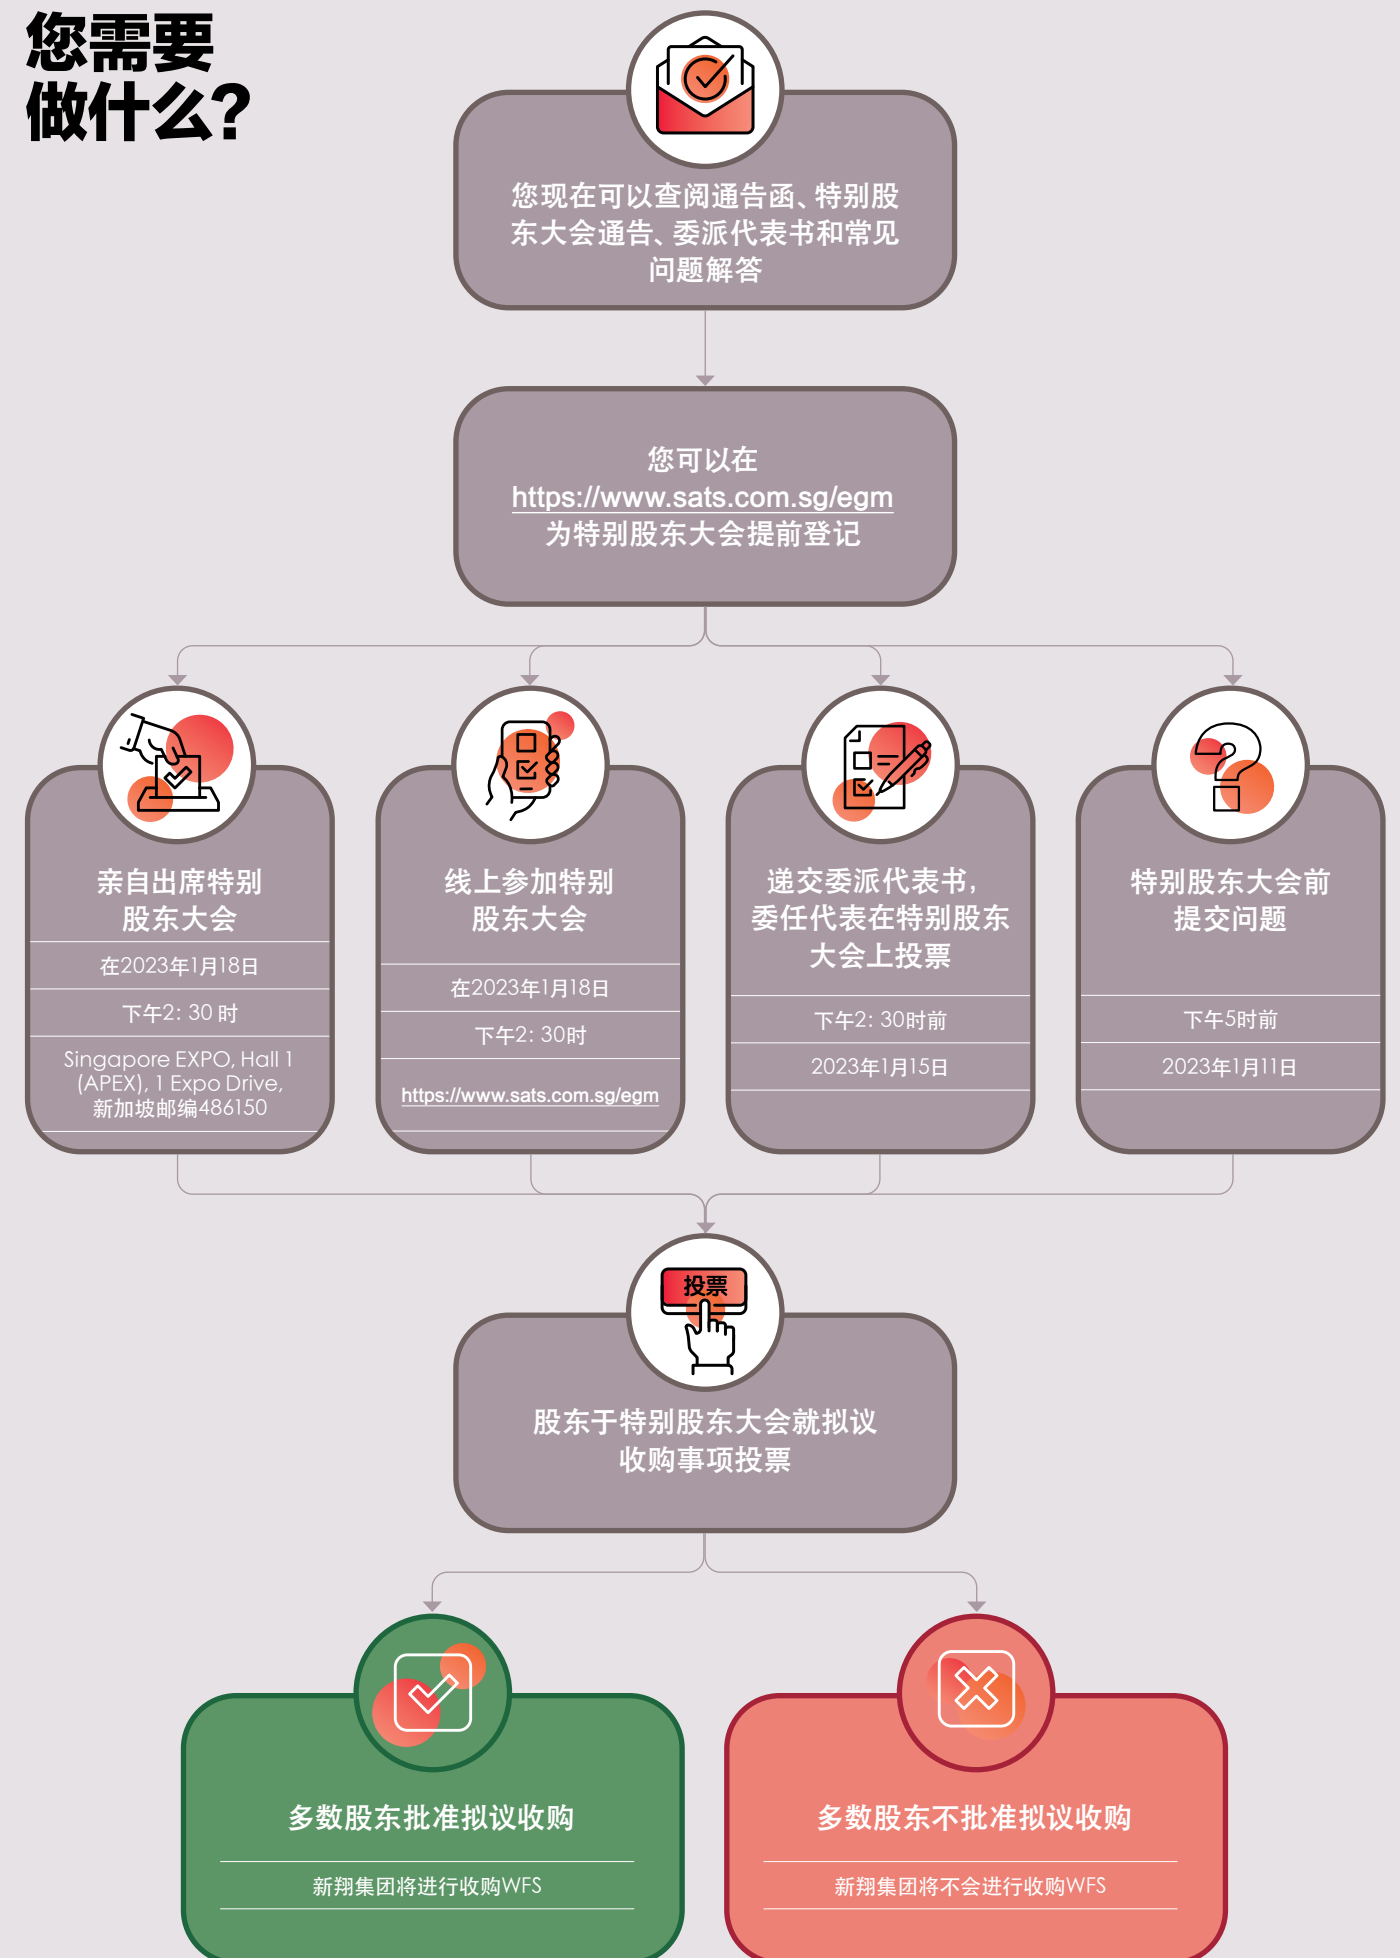 您需要
做什么?
您现在可以查阅通告函、特别股
东大会通告、委派代表书和常见
问题解答
您可以在
https://www.sats.com.sg/egm
为特别股东大会提前登记
亲自出席特别
股东大会
在2023年1月18日
下午2: 30 时
Singapore EXPO, Hall 1
(APEX), 1 Expo Drive,
新加坡邮编486150
线上参加特别
股东大会
在2023年1月18日
下午2: 30时
https://www.sats.com.sg/egm
递交委派代表书,
委任代表在特别股东
大会上投票
下午2: 30时前
2023年1月15日
特别股东大会前
提交问题
下午5时前
2023年1月11日
投票
股东于特别股东大会就拟议
收购事项投票
多数股东批准拟议收购
新翔集团将进行收购WFS
多数股东不批准拟议收购
新翔集团将不会进行收购WFS